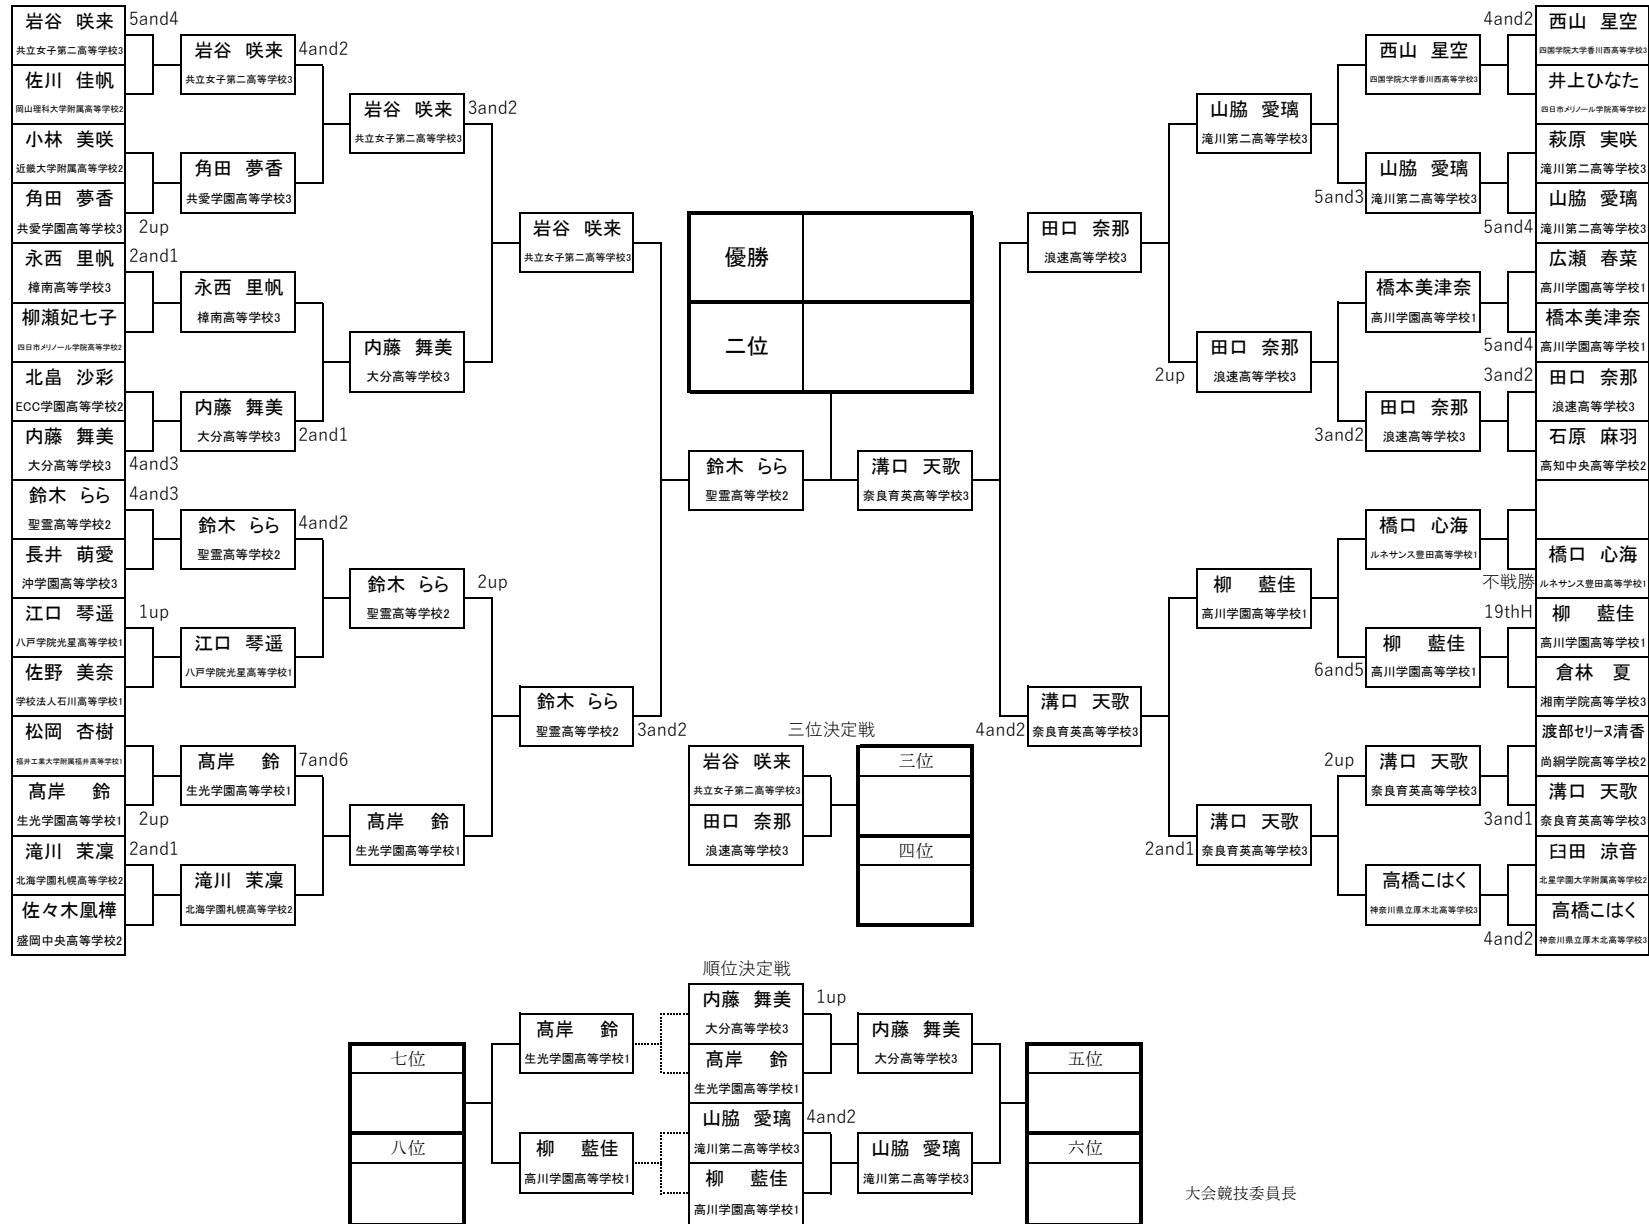 岩谷 咲来
共立女子第二高等学校3
5and4
佐川 佳帆
岡山理科大学附属高等学校2
小林 美咲
近畿大学附属高等学校2
角田 夢香
共愛学園高等学校3
2up
永西 里帆
樟南高等学校3
2and1
柳瀬妃七子
四日市メリノール学院高等学校2
北畠 沙彩
ECC学園高等学校2
内藤 舞美
大分高等学校3
4and3
鈴木 らら
聖霊高等学校2
4and3
長井 萌愛
沖学園高等学校3
江口 琴遥
八戸学院光星高等学校1
1up
佐野 美奈
学校法人石川高等学校1
松岡 杏樹
福井工業大学附属福井高等学校1
髙岸 鈴
生光学園高等学校1
2up
滝川 茉凜
北海学園札幌高等学校2
2and1
佐々木凰樺
盛岡中央高等学校2
岩谷 咲来
共立女子第二高等学校3
4and2
角田 夢香
共愛学園高等学校3
永西 里帆
樟南高等学校3
内藤 舞美
大分高等学校3
2and1
鈴木 らら
聖霊高等学校2
4and2
江口 琴遥
八戸学院光星高等学校1
髙岸 鈴
生光学園高等学校1
7and6
滝川 茉凜
北海学園札幌高等学校2
岩谷 咲来
共立女子第二高等学校3
3and2
内藤 舞美
大分高等学校3
鈴木 らら
聖霊高等学校2
2up
髙岸 鈴
生光学園高等学校1
岩谷 咲来
共立女子第二高等学校3
鈴木 らら
聖霊高等学校2
3and2
優勝
二位
鈴木 らら
聖霊高等学校2
溝口 天歌
奈良育英高等学校3
三位決定戦
岩谷 咲来
共立女子第二高等学校3
田口 奈那
浪速高等学校3
三位
四位
田口 奈那
浪速高等学校3
溝口 天歌
奈良育英高等学校3
4and2
山脇 愛璃
滝川第二高等学校3
田口 奈那
浪速高等学校3
2up
柳 藍佳
高川学園高等学校1
溝口 天歌
奈良育英高等学校3
2and1
西山 星空
四国学院大学香川西高等学校3
山脇 愛璃
滝川第二高等学校3
5and3
橋本美津奈
高川学園高等学校1
田口 奈那
浪速高等学校3
3and2
橋口 心海
ルネサンス豊田高等学校1
柳 藍佳
高川学園高等学校1
6and5
溝口 天歌
奈良育英高等学校3
2up
高橋こはく
神奈川県立厚木北高等学校3
4and2
西山 星空
四国学院大学香川西高等学校3
井上ひなた
四日市メリノール学院高等学校2
萩原 実咲
滝川第二高等学校3
山脇 愛璃
滝川第二高等学校3
5and4
広瀬 春菜
高川学園高等学校1
橋本美津奈
高川学園高等学校1
5and4
3and2
田口 奈那
浪速高等学校3
石原 麻羽
高知中央高等学校2
橋口 心海
ルネサンス豊田高等学校1
不戦勝
19thH
柳 藍佳
高川学園高等学校1
倉林 夏
湘南学院高等学校3
渡部セリーヌ清香
尚絅学院高等学校2
溝口 天歌
奈良育英高等学校3
3and1
臼田 涼音
北星学園大学附属高等学校2
高橋こはく
神奈川県立厚木北高等学校3
4and2
順位決定戦
内藤 舞美
大分高等学校3
1up
髙岸 鈴
生光学園高等学校1
山脇 愛璃
滝川第二高等学校3
4and2
柳 藍佳
高川学園高等学校1
髙岸 鈴
生光学園高等学校1
柳 藍佳
高川学園高等学校1
七位
八位
内藤 舞美
大分高等学校3
山脇 愛璃
滝川第二高等学校3
五位
六位
大会競技委員長